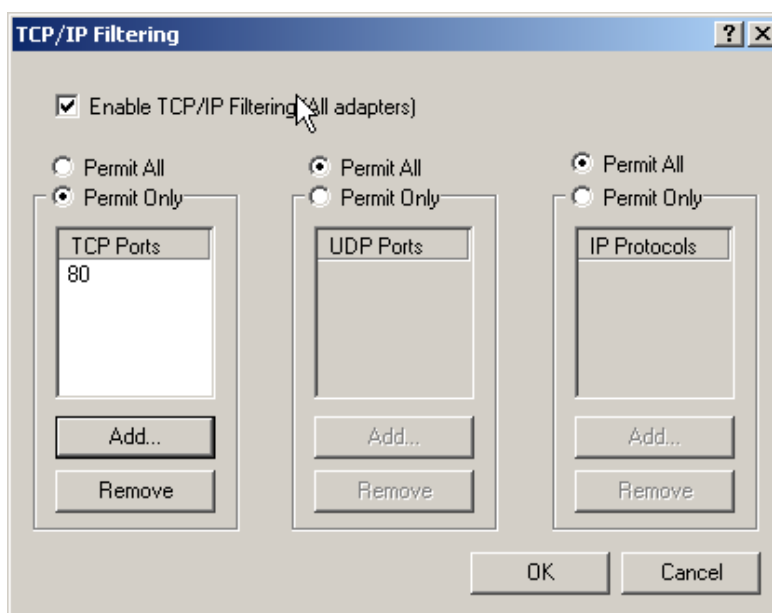 TCP/IP Filtering
Enable TCP/IP Filtering (All adapters)
Permit All
Permit Only
TCP Ports
80
Add...
Remove
Permit All
Permit Only
UDP Ports
Add...
Remove
Permit All
Permit Only
IP Protocols
Add...
Remove
OK
Cancel